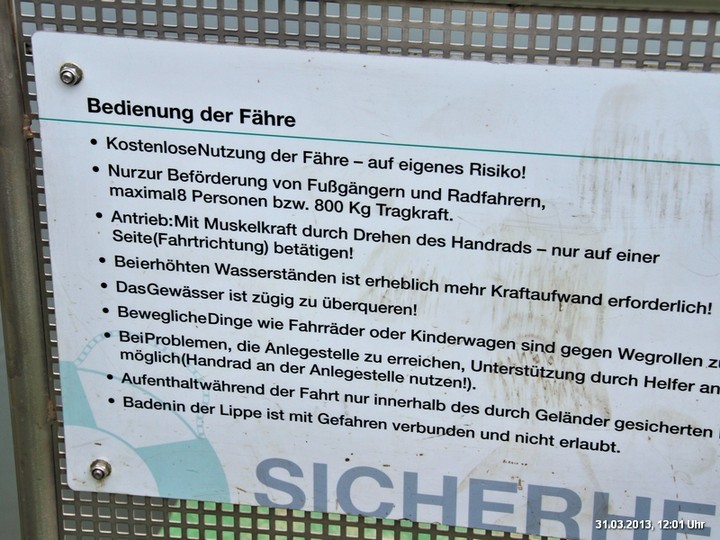 Bedienung der Fähre
• KostenloseNutzung der Fähre – auf eigenes Risiko!
• Nurzur Beförderung von Fußgängern und Radfahrern,
maximal8 Personen bzw. 800 Kg Tragkraft.
• Antrieb:Mit Muskelkraft durch Drehen des Handrads – nur auf einer
Seite(Fahrtrichtung) betätigen!
• Beierhöhten Wasserständen ist erheblich mehr Kraftaufwand erforderlich!
• DasGewässer ist zügig zu überqueren!
• BeweglicheDinge wie Fahrräder oder Kinderwagen sind gegen Wegrollen
• BeiProblemen, die Anlegestelle zu erreichen, Unterstützung durch Helfer an
möglich(Handrad an der Anlegestelle nutzen!).
• Aufenthaltwährend der Fahrt nur innerhalb des durch Geländer gesicherten
• Badenin der Lippe ist mit Gefahren verbunden und nicht erlaubt.
SICHERHE
31.03.2013, 12:01 Uhr